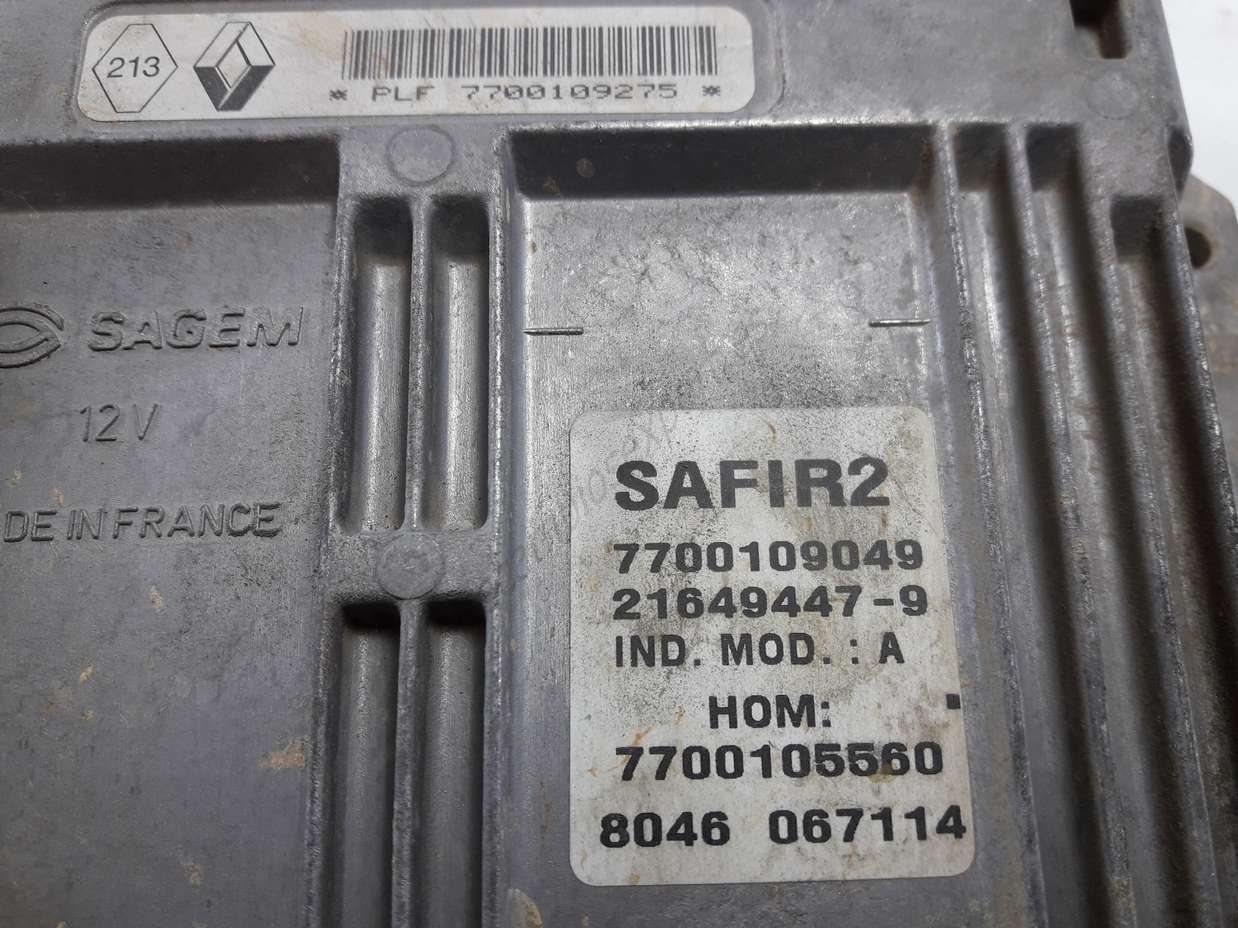 213
* PLF 7700109275 *
SAGEM
12V
DE IN FRANCE
SAFIR2
7700109049
21649447-9
IND. MOD. : A
HOM:
7700105560
8046 067114